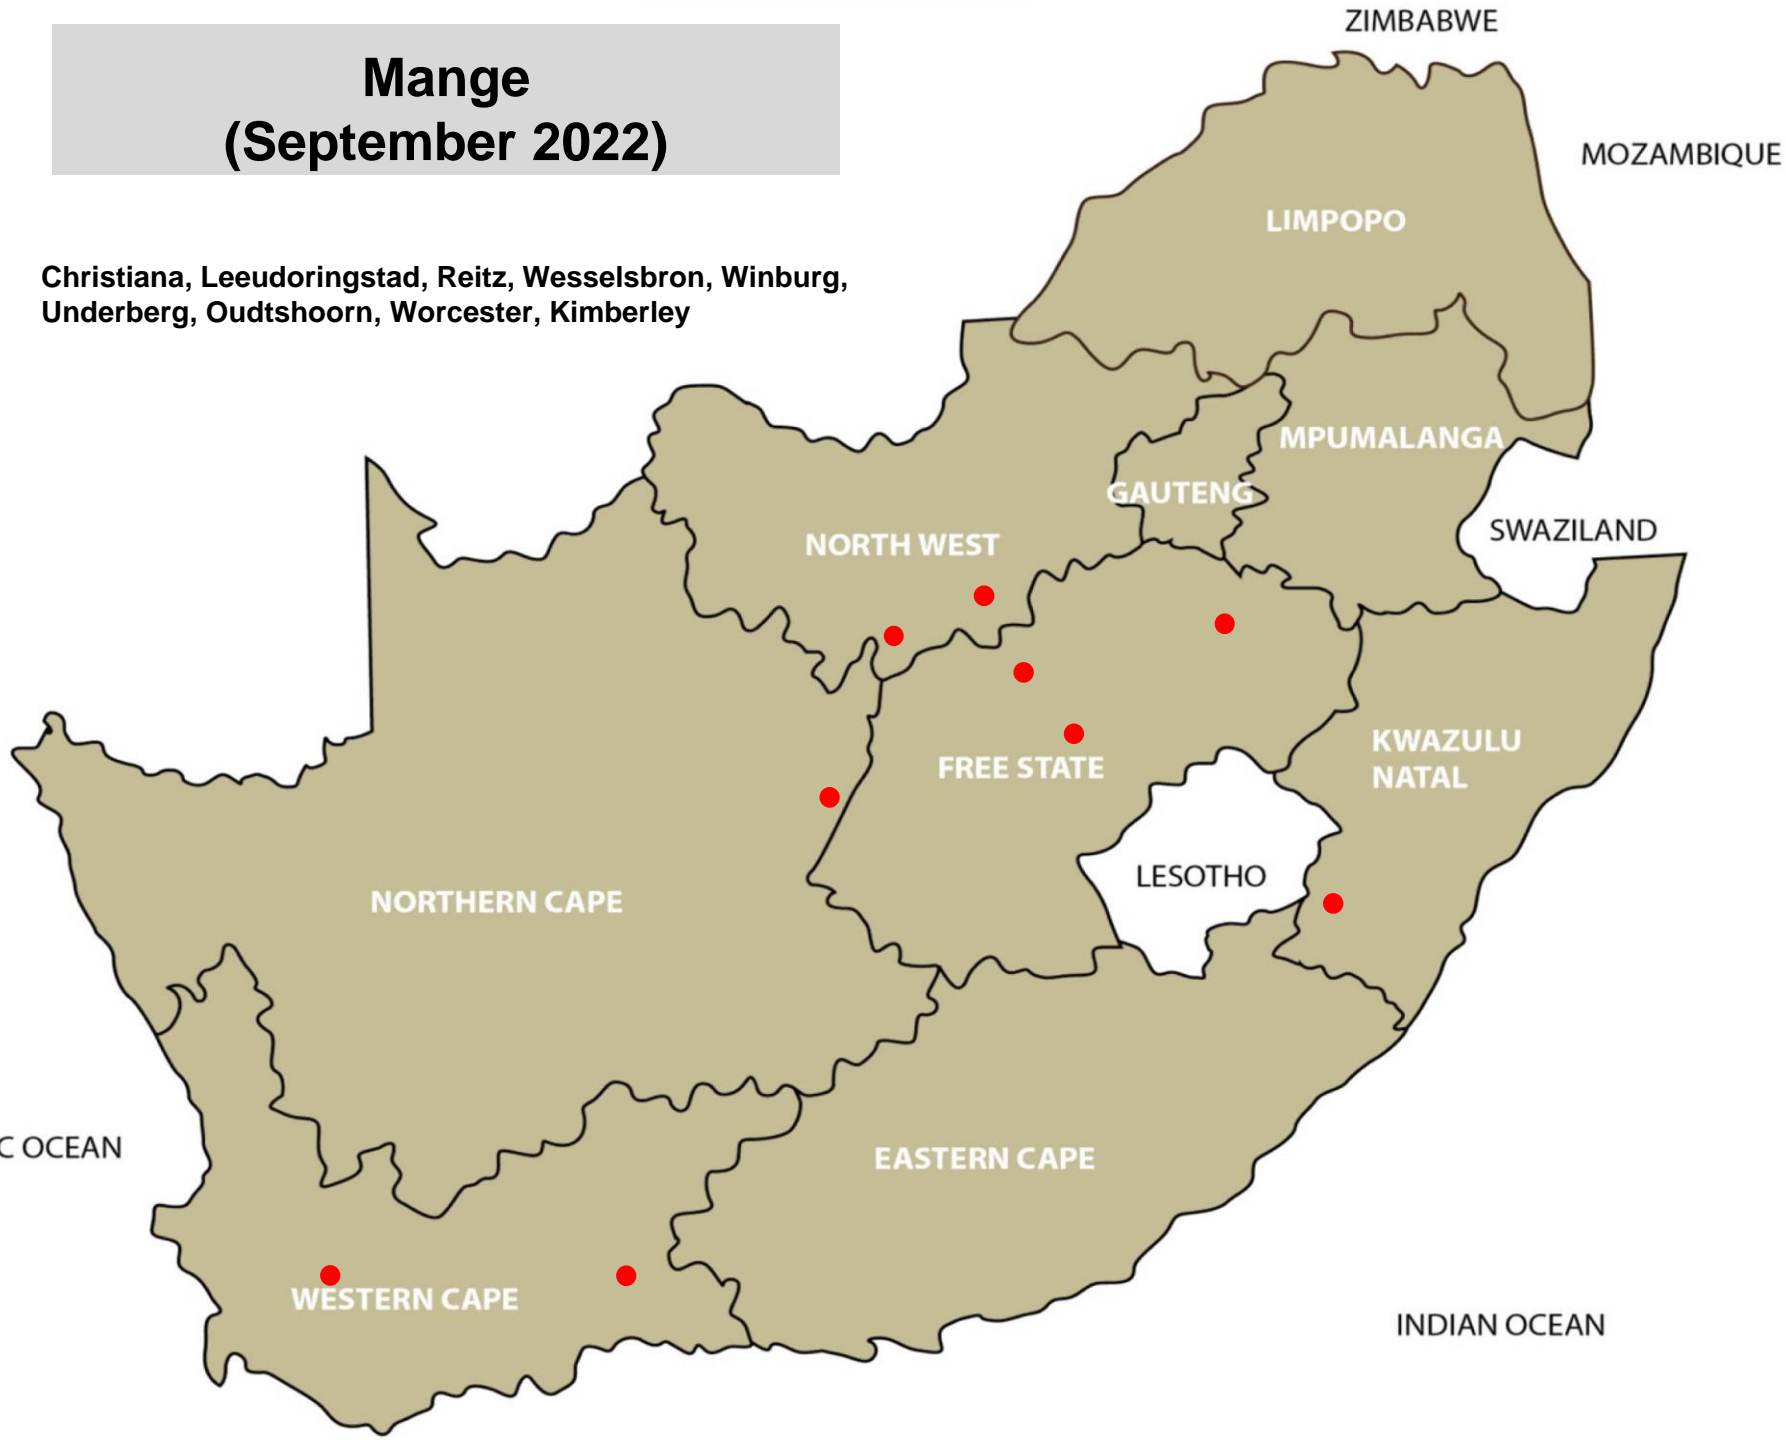 ZIMBABWE
Mange
(September 2022)
MOZAMBIQUE
LIMPOPO
Christiana, Leeudoringstad, Reitz, Wesselsbron, Winburg,
Underberg, Oudtshoorn, Worcester, Kimberley
MPUMALANGA
GAUTENG
SWAZILAND
NORTH WEST
KWAZULU
NATAL
FREE STATE
LESOTHO
NORTHERN CAPE
C OCEAN
EASTERN CAPE
WESTERN CAPE
INDIAN OCEAN